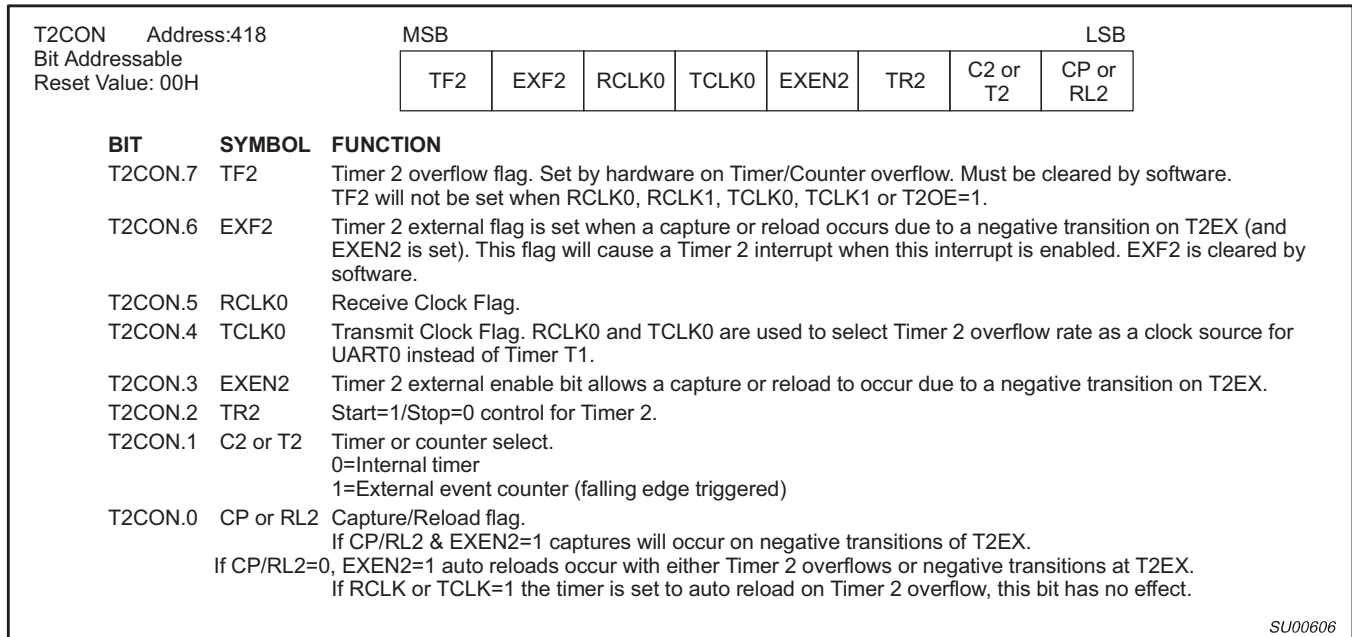 T2CON Address:418 MSB LSB
Bit Addressable
Reset Value: 00H
TF2 EXF2 RCLK0 TCLK0 EXEN2 TR2 C2 or T2 CP or RL2
BIT SYMBOL FUNCTION
T2CON.7 TF2 Timer 2 overflow flag. Set by hardware on Timer/Counter overflow. Must be cleared by software.
TF2 will not be set when RCLK0, RCLK1, TCLK0, TCLK1 or T2OE=1.
T2CON.6 EXF2 Timer 2 external flag is set when a capture or reload occurs due to a negative transition on T2EX (and
EXEN2 is set). This flag will cause a Timer 2 interrupt when this interrupt is enabled. EXF2 is cleared by
software.
T2CON.5 RCLK0 Receive Clock Flag.
T2CON.4 TCLK0 Transmit Clock Flag. RCLK0 and TCLK0 are used to select Timer 2 overflow rate as a clock source for
UART0 instead of Timer T1.
T2CON.3 EXEN2 Timer 2 external enable bit allows a capture or reload to occur due to a negative transition on T2EX.
T2CON.2 TR2 Start=1/Stop=0 control for Timer 2.
T2CON.1 C2 or T2 Timer or counter select.
0=Internal timer
1=External event counter (falling edge triggered)
T2CON.0 CP or RL2 Capture/Reload flag.
If CP/RL2 & EXEN2=1 captures will occur on negative transitions of T2EX.
If CP/RL2=0, EXEN2=1 auto reloads occur with either Timer 2 overflows or negative transitions at T2EX.
If RCLK or TCLK=1 the timer is set to auto reload on Timer 2 overflow, this bit has no effect.
SU00606